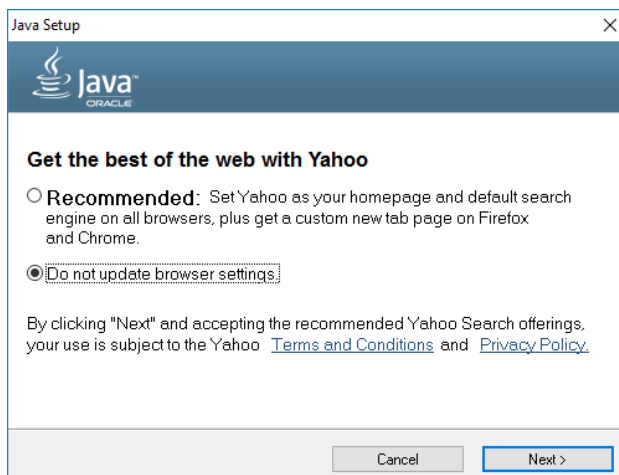 Java Setup
Java™
ORACLE
Get the best of the web with Yahoo
Recommended: Set Yahoo as your homepage and default search
engine on all browsers, plus get a custom new tab page on Firefox
and Chrome.
Do not update browser settings.
By clicking "Next" and accepting the recommended Yahoo Search offerings,
your use is subject to the Yahoo Terms and Conditions and Privacy Policy.
Cancel Next >